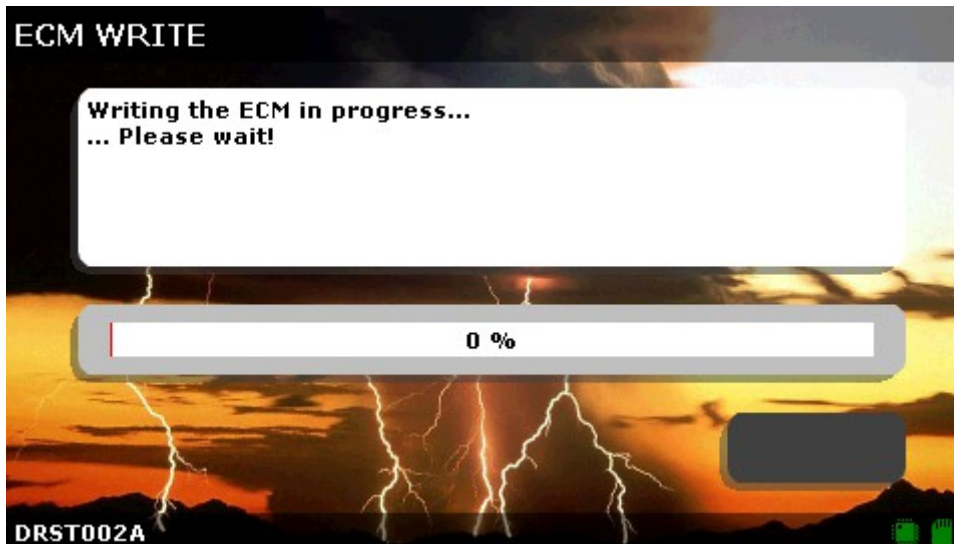 ECM WRITE
Writing the ECM in progress...
... Please wait!
0 %
DRST002A